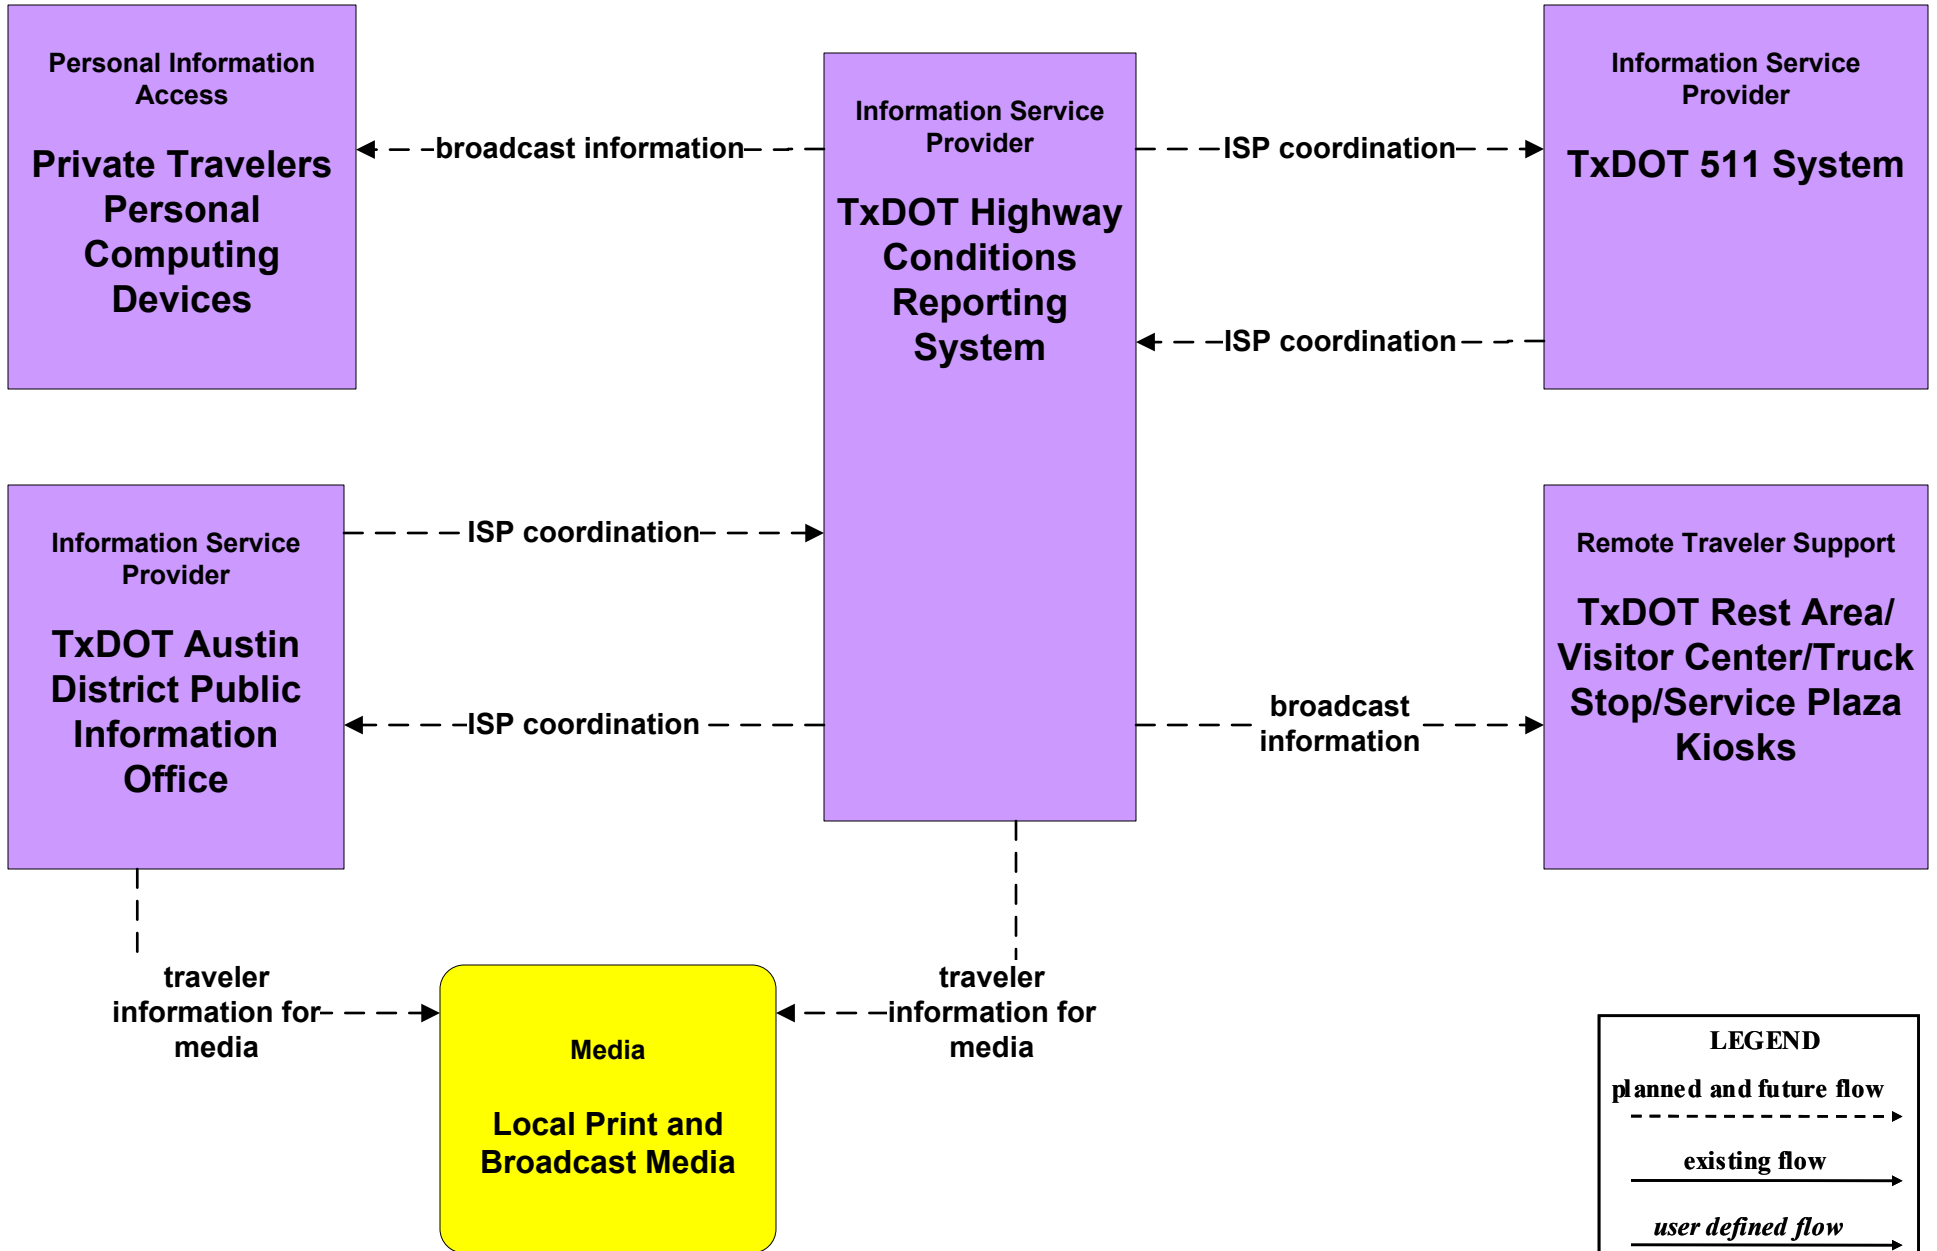 Personal Information
Access
Private Travelers
Personal
Computing
Devices
broadcast information
Information Service
Provider
TxDOT Highway
Conditions
Reporting
System
ISP coordination
ISP coordination
Information Service
Provider
TxDOT 511 System
Information Service
Provider
TxDOT Austin
District Public
Information
Office
ISP coordination
ISP coordination
broadcast
information
Remote Traveler Support
TxDOT Rest Area/
Visitor Center/Truck
Stop/Service Plaza
Kiosks
traveler
information for
media
Media
Local Print and
Broadcast Media
traveler
information for
media
LEGEND
planned and future flow
existing flow
user defined flow